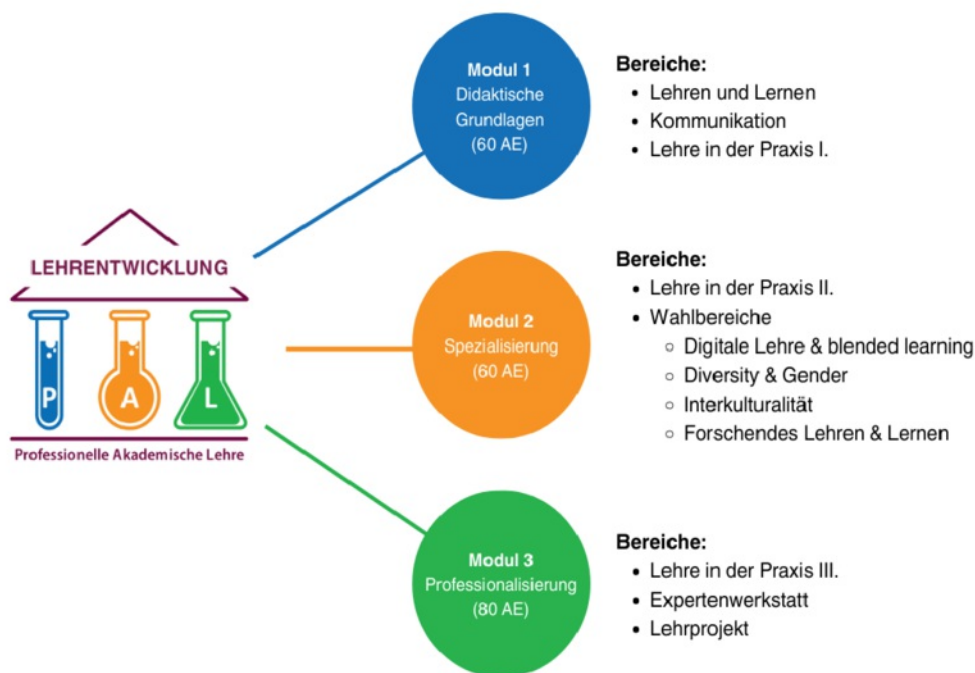 LEHRENTWICKLUNG
P A L
Professionelle Akademische Lehre
Modul 1
Didaktische
Grundlagen
(60 AE)
Bereiche:
• Lehren und Lernen
• Kommunikation
• Lehre in der Praxis I.
Modul 2
Spezialisierung
(60 AE)
Bereiche:
• Lehre in der Praxis II.
• Wahlbereiche
○ Digitale Lehre & blended learning
○ Diversity & Gender
○ Interkulturalität
○ Forschendes Lehren & Lernen
Modul 3
Professionalisierung
(80 AE)
Bereiche:
• Lehre in der Praxis III.
• Expertenwerkstatt
• Lehrprojekt